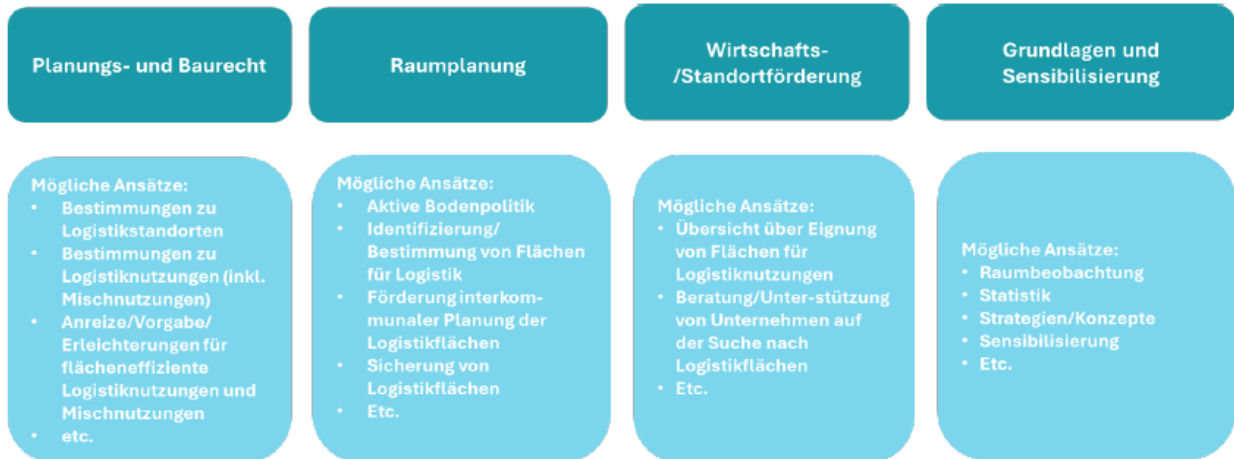 Planungs- und Baurecht
Raumplanung
Wirtschafts-
/Standortförderung
Grundlagen und
Sensibilisierung
Mögliche Ansätze:
• Bestimmungen zu
Logistikstandorten
• Bestimmungen zu
Logistiknutzungen (inkl.
Mischnutzungen)
• Anreize/Vorgabe/
Erleichterungen für
flächeneffiziente
Logistiknutzungen und
Mischnutzungen
• etc.
Mögliche Ansätze:
• Aktive Bodenpolitik
• Identifizierung/
Bestimmung von Flächen
für Logistik
• Förderung interkom-
munaler Planung der
Logistikflächen
• Sicherung von
Logistikflächen
• Etc.
Mögliche Ansätze:
• Übersicht über Eignung
von Flächen für
Logistiknutzungen
• Beratung/Unter-stützung
von Unternehmen auf
der Suche nach
Logistikflächen
• Etc.
Mögliche Ansätze:
• Raumbeobachtung
• Statistik
• Strategien/Konzepte
• Sensibilisierung
• Etc.